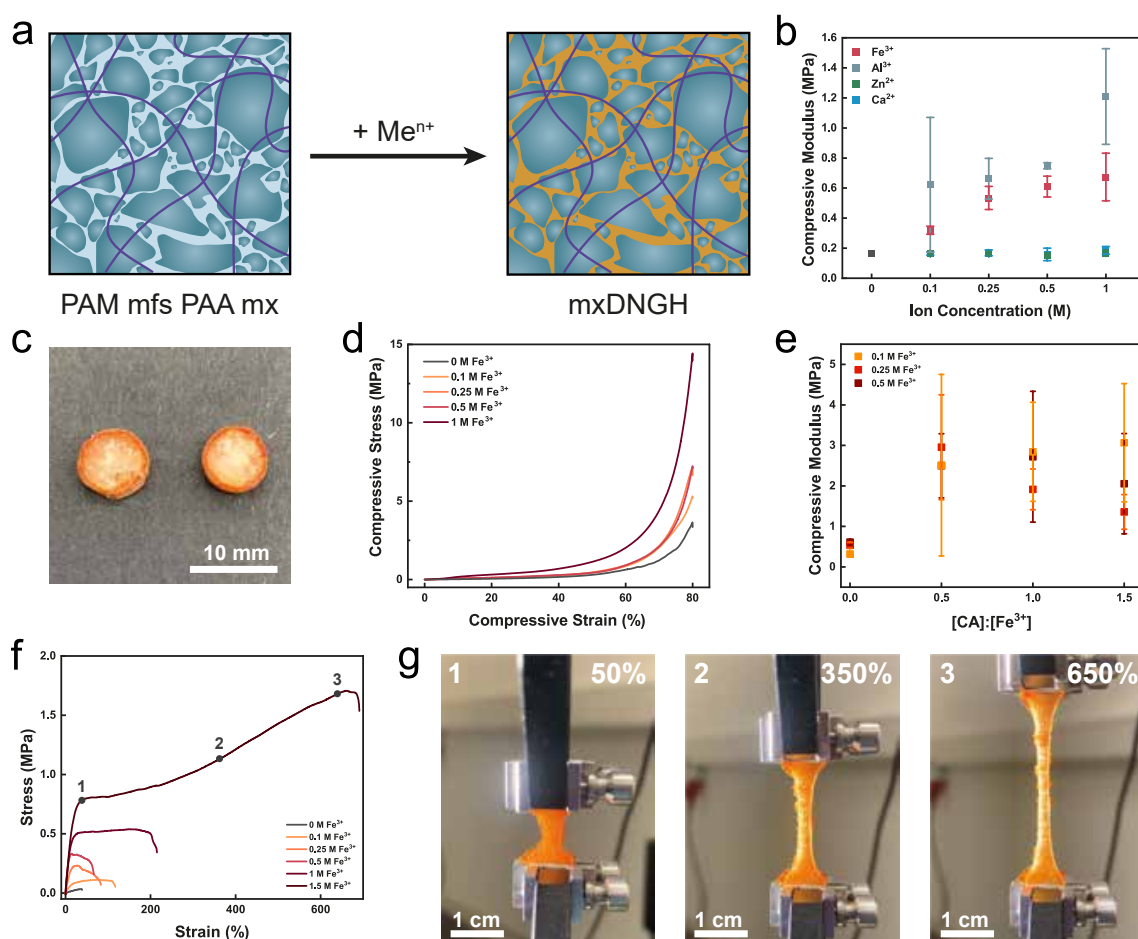 a
+ Meⁿ⁺
PAM mfs PAA mx
mxDNGH
b
Compressive Modulus (MPa)
1.6
1.4
1.2
1.0
0.8
0.6
0.4
0.2
0.0
Fe³⁺
Al³⁺
Zn²⁺
Ca²⁺
0 0.1 0.25 0.5 1
Ion Concentration (M)
c
10 mm
d
Compressive Stress (MPa)
15
10
5
0
0 M Fe³⁺
0.1 M Fe³⁺
0.25 M Fe³⁺
0.5 M Fe³⁺
1 M Fe³⁺
0 20 40 60 80
Compressive Strain (%)
e
Compressive Modulus (MPa)
5
4
3
2
1
0
0.1 M Fe³⁺
0.25 M Fe³⁺
0.5 M Fe³⁺
0.0 0.5 1.0 1.5
[CA]:[Fe³⁺]
f
Stress (MPa)
2.0
1.5
1.0
0.5
0.0
1
2
3
0 M Fe³⁺
0.1 M Fe³⁺
0.25 M Fe³⁺
0.5 M Fe³⁺
1 M Fe³⁺
1.5 M Fe³⁺
0 200 400 600
Strain (%)
g
1 50%
1 cm
2 350%
1 cm
3 650%
1 cm